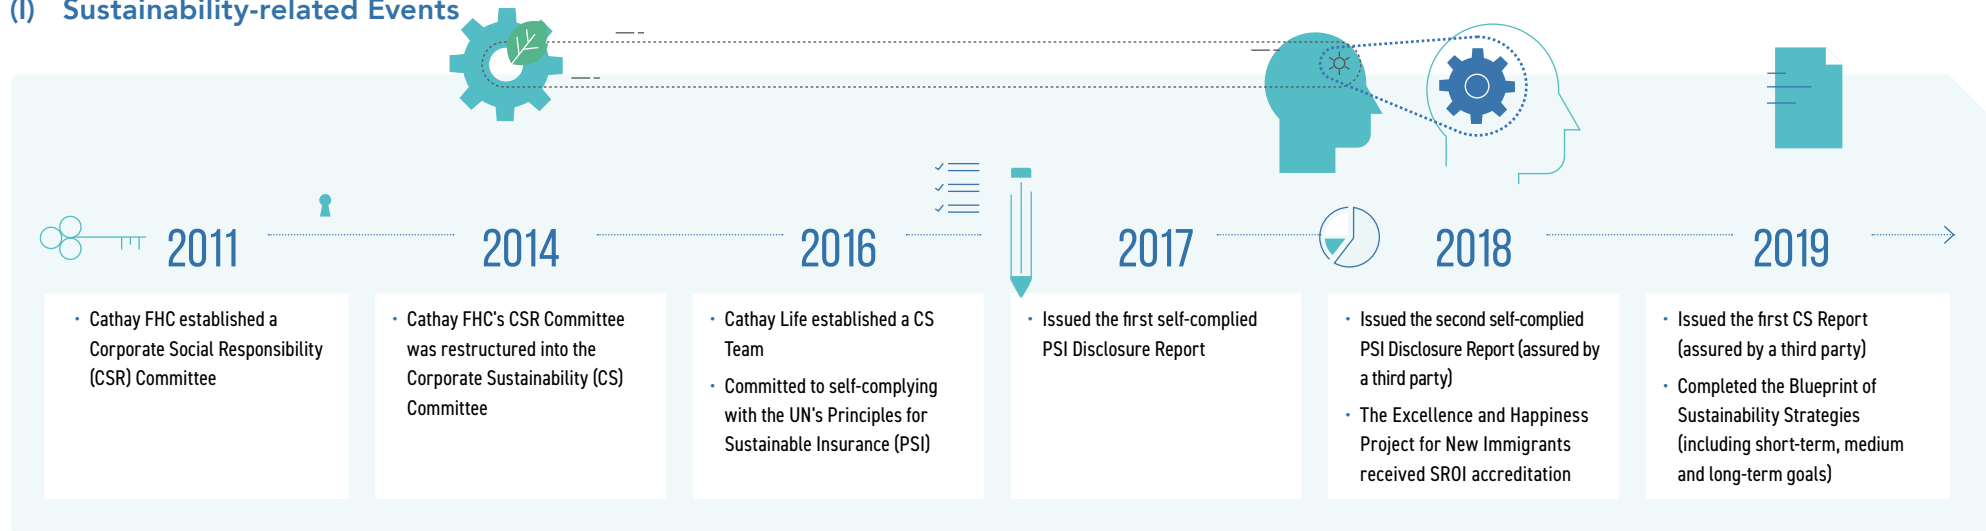 (I) Sustainability-related Events
2011
2014
2016
2017
2018
2019
• Cathay FHC established a
Corporate Social Responsibility
(CSR) Committee
• Cathay FHC's CSR Committee
was restructured into the
Corporate Sustainability (CS)
Committee
• Cathay Life established a CS
Team
• Committed to self-complying
with the UN's Principles for
Sustainable Insurance (PSI)
• Issued the first self-complied
PSI Disclosure Report
• Issued the second self-complied
PSI Disclosure Report (assured by
a third party)
• The Excellence and Happiness
Project for New Immigrants
received SROI accreditation
• Issued the first CS Report
(assured by a third party)
• Completed the Blueprint of
Sustainability Strategies
(including short-term, medium
and long-term goals)